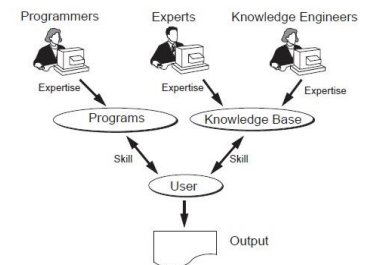 Programmers Experts Knowledge Engineers
Expertise Expertise Expertise
Programs Knowledge Base
Skill Skill
User
Output